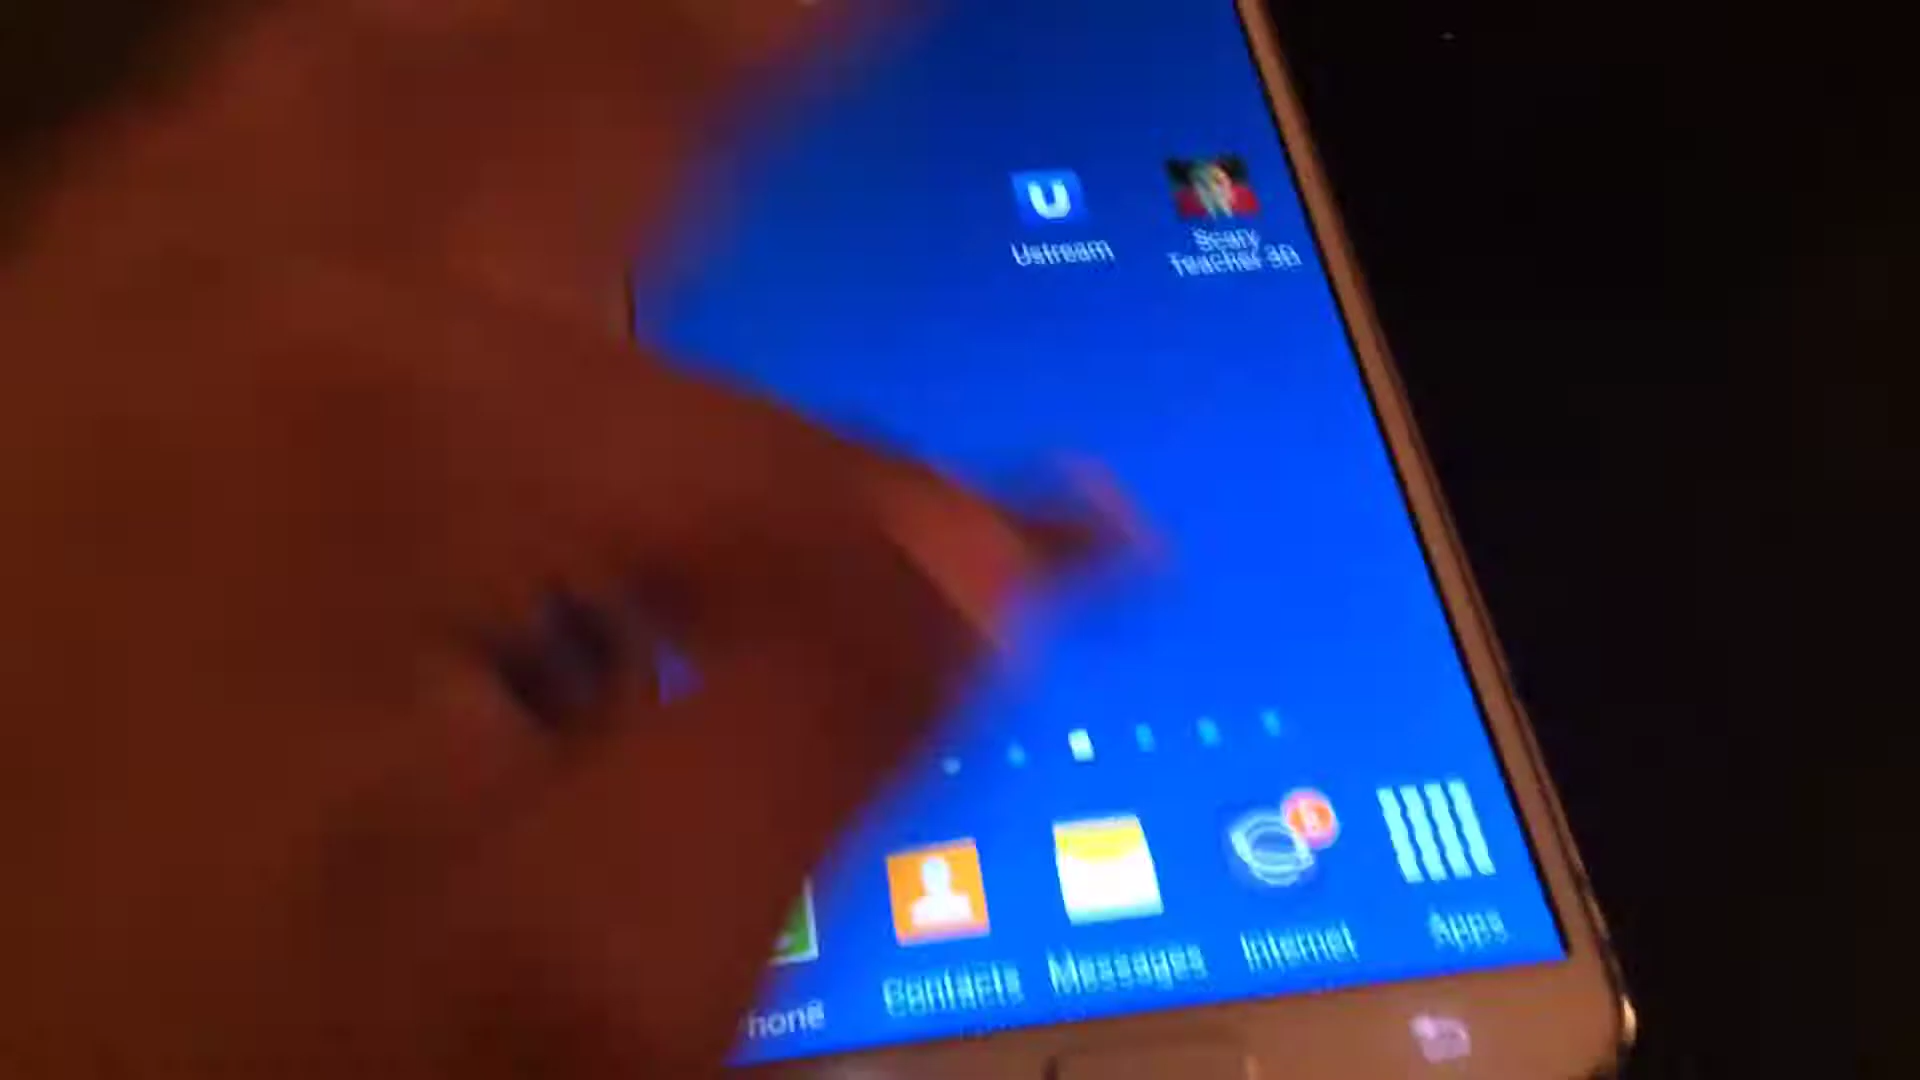 U
Ustream
Scary
Teacher 3D
Contacts
Messages
Internet
Apps
hone